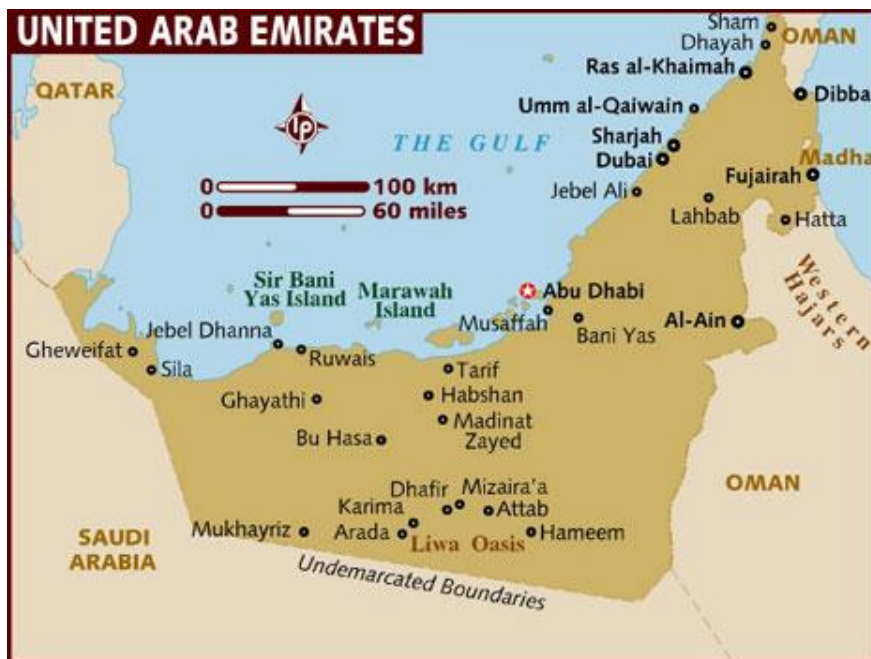 UNITED ARAB EMIRATES
Sham
OMAN
Dhayah
QATAR
Ras al-Khaimah
Dibba
Umm al-Qaiwain
lp
THE GULF
Sharjah
Dubai
Madha
Fujairah
0 100 km
0 60 miles
Jebel Ali
Lahbab
Hatta
Western
Hajars
Sir Bani
Yas Island
Marawah
Island
Abu Dhabi
Musaffah
Bani Yas
Al-Ain
Jebel Dhanna
Gheweifat
Ruwais
Sila
Tarif
Ghayathi
Habshan
Madinat
Zayed
Bu Hasa
OMAN
Dhafir
Mizaira'a
Karima
Attab
Mukhayriz
Arada
Hameem
Liwa Oasis
SAUDI
ARABIA
Undemarcated Boundaries